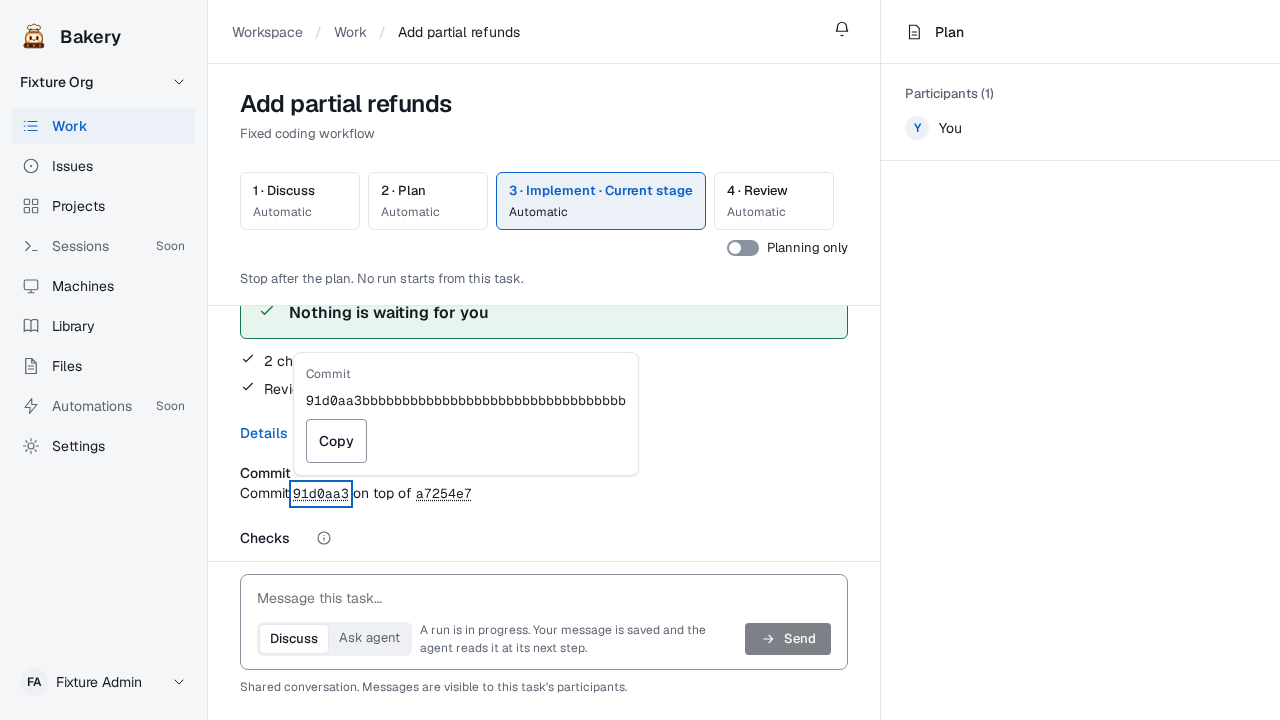 Bakery
Fixture Org
Work
Issues
Projects
Sessions Soon
Machines
Library
Files
Automations Soon
Settings
FA Fixture Admin
Workspace / Work / Add partial refunds
Add partial refunds
Fixed coding workflow
1 · Discuss
Automatic
2 · Plan
Automatic
3 · Implement · Current stage
Automatic
4 · Review
Automatic
Planning only
Stop after the plan. No run starts from this task.
Nothing is waiting for you
2 ch
Commit
91d0aa3bbbbbbbbbbbbbbbbbbbbbbbbbbbbbbbbb
Copy
Details
Commit
Commit 91d0aa3 on top of a7254e7
Checks
Message this task...
Discuss Ask agent
A run is in progress. Your message is saved and the
agent reads it at its next step.
Send
Shared conversation. Messages are visible to this task's participants.
Plan
Participants (1)
Y You